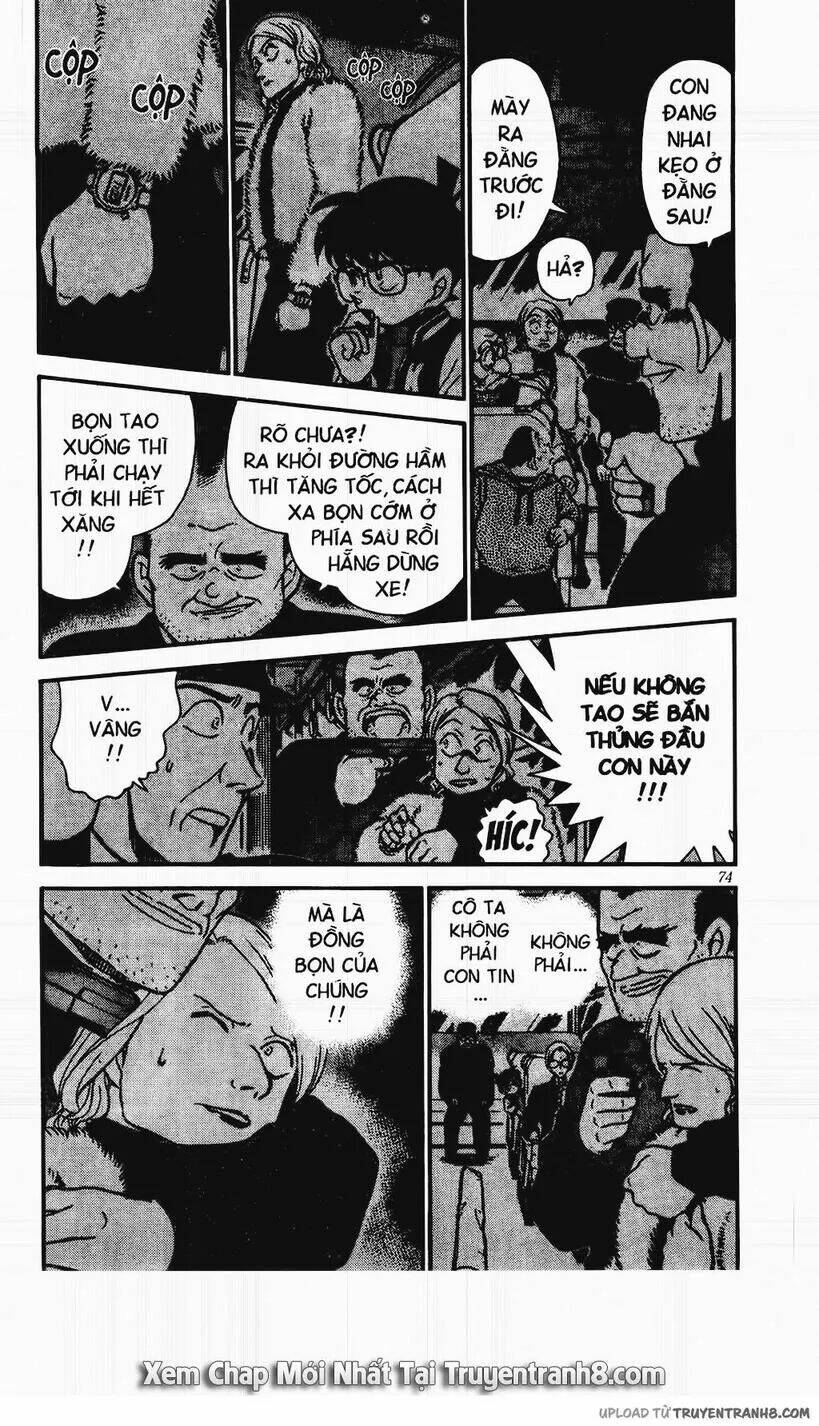 CON
ĐANG
NHAI
KẸO Ở
ĐẰNG
SAU!
MÀY
RA
ĐẰNG
TRƯỚC
ĐI!
HẢ?
CỘP
CỘP
CỘP
CỘP
RÕ CHƯA?!
RA KHỎI ĐƯỜNG HẦM
THÌ TĂNG TỐC, CÁCH
XA BỌN CỚM Ở
PHÍA SAU RỒI
HẴNG DỪNG
XE!
BỌN TAO
XUỐNG THÌ
PHẢI CHẠY
TỚI KHI HẾT
XĂNG
!!
NẾU KHÔNG
TAO SẼ BẮN
THỦNG ĐẦU
CON NÀY
!!!
HÍC!
V...
VÂNG
!!
74
KHÔNG
PHẢI...
CÔ TA
KHÔNG
PHẢI
CON TIN
...
MÀ LÀ
ĐỒNG
BỌN CỦA
CHÚNG
!!
Xem Chap Mới Nhất Tại Truyentranh8.com
UPLOAD TỪ TRUYENTRANH8.COM